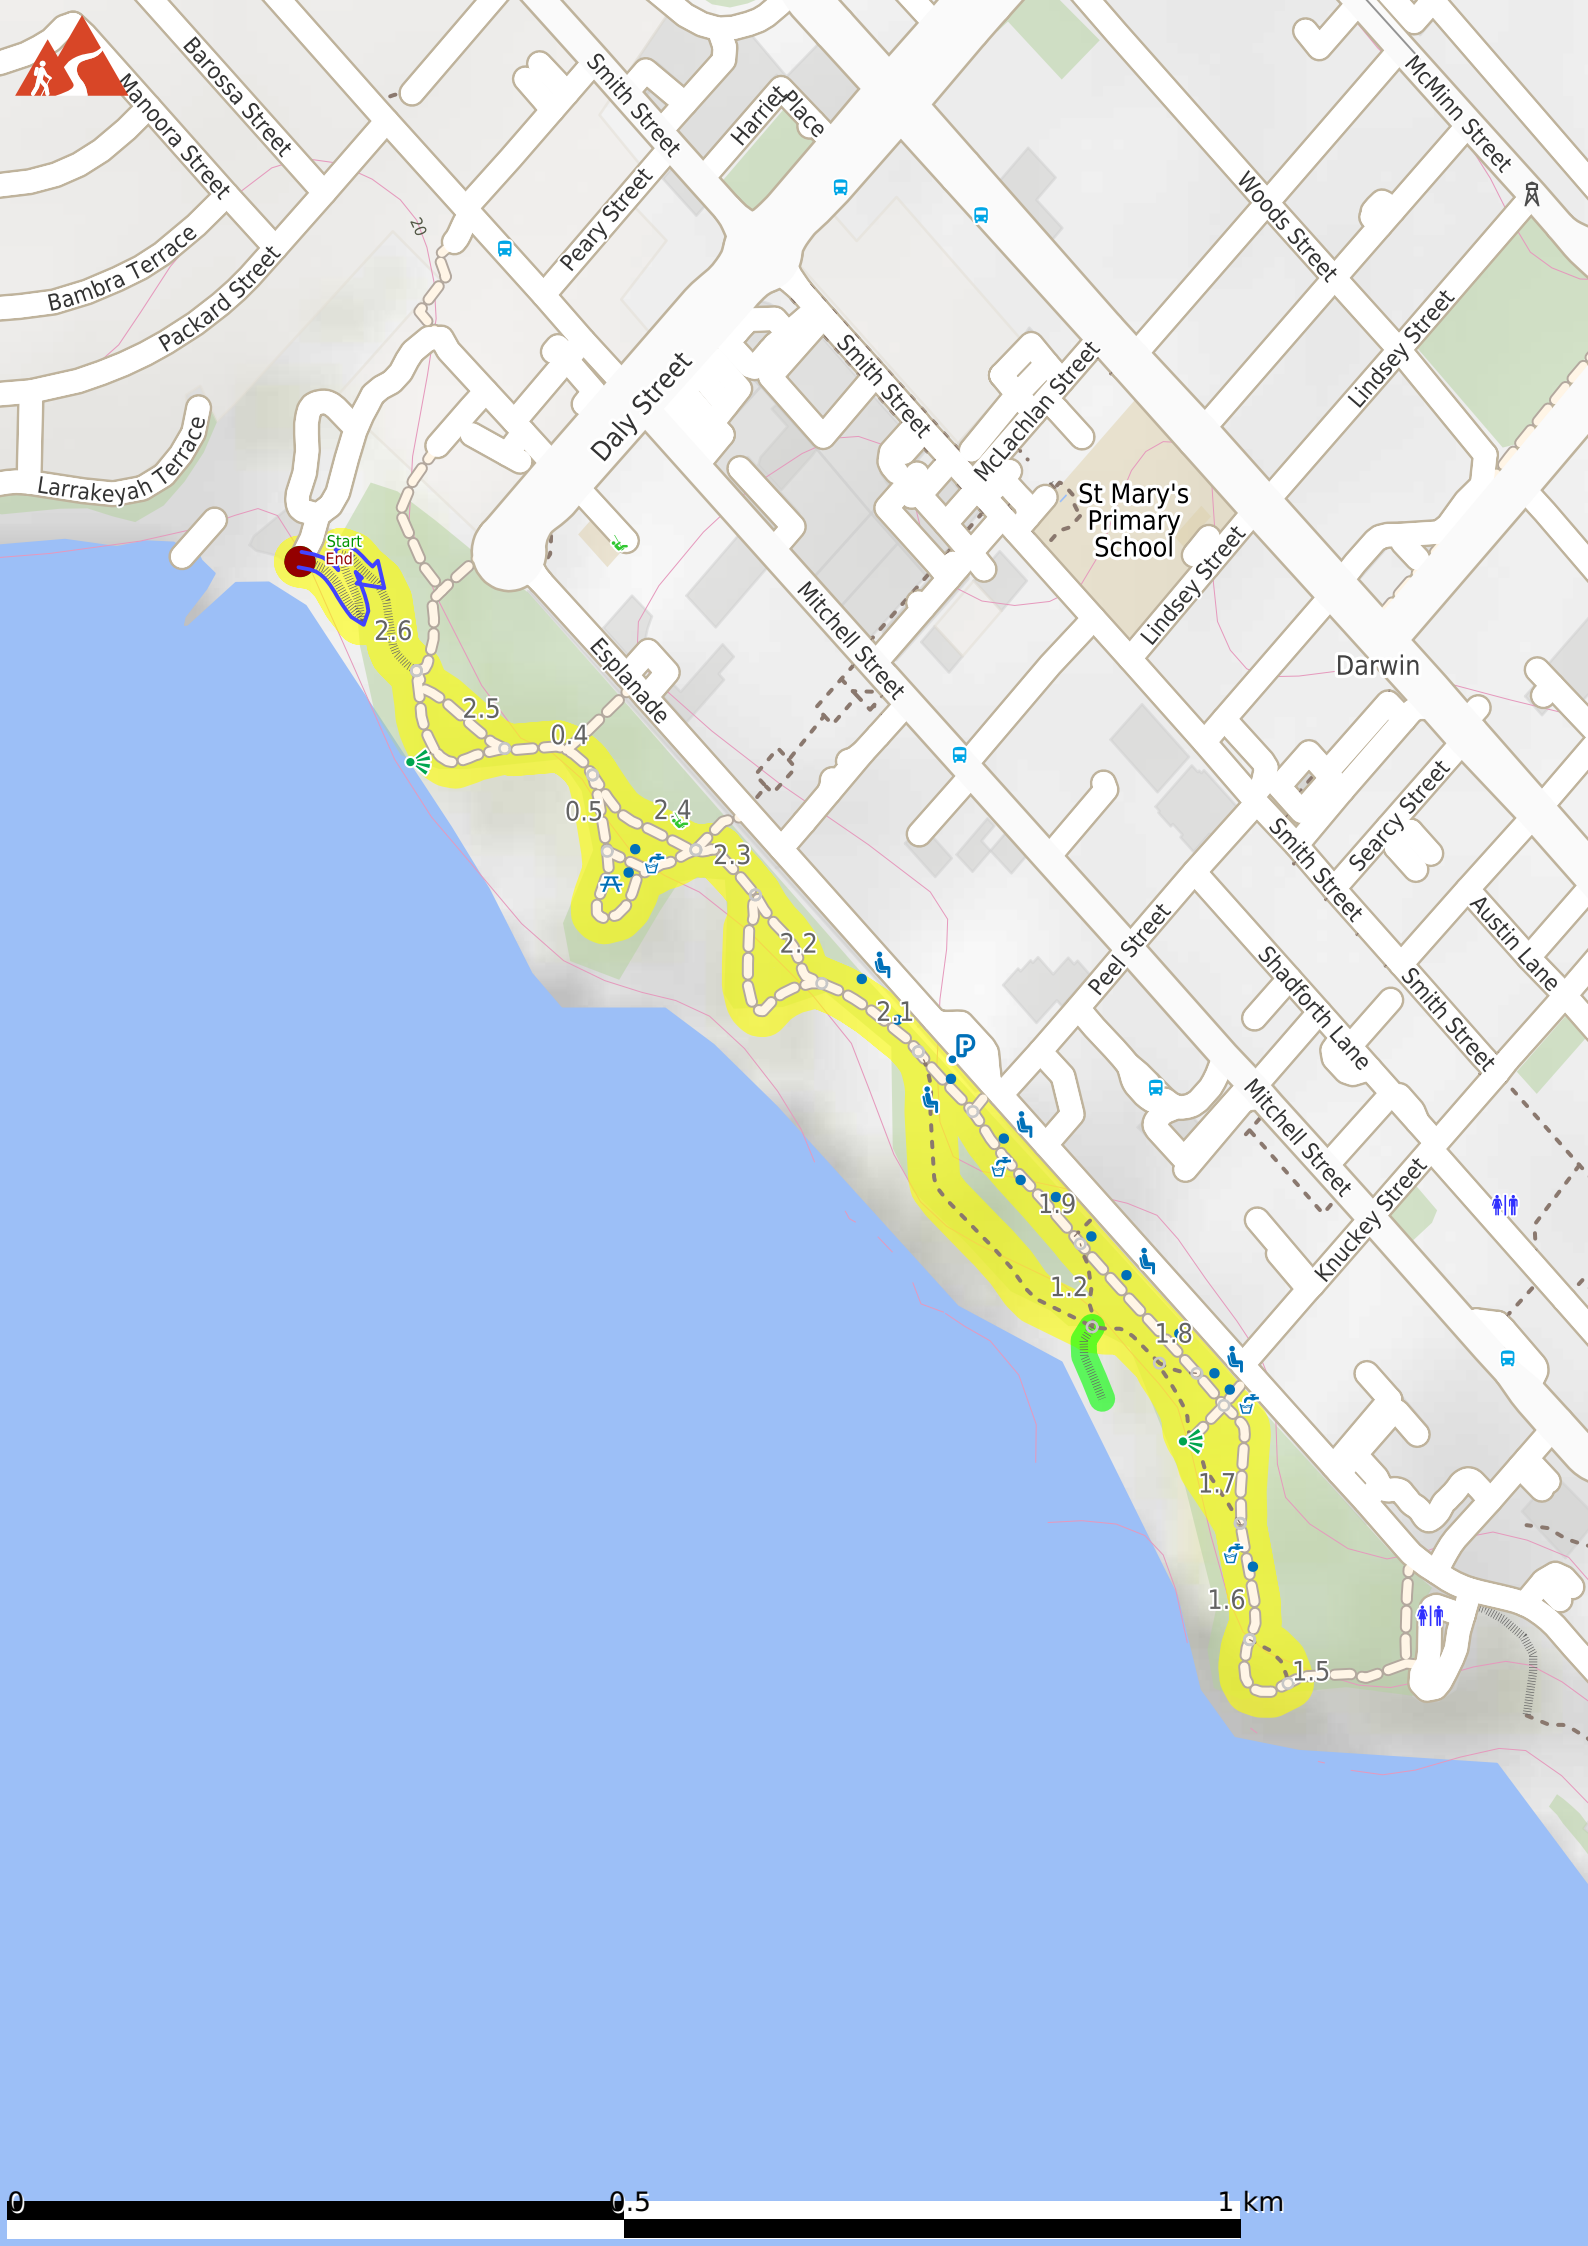 Barossa Street
Manoora Street
Smith Street
Harriet
Place
McMinn Street
Peary Street
20
Bambra Terrace
Packard Street
Woods Street
Daly Street
Smith Street
McLachlan Street
Lindsey Street
Larrakeyah Terrace
St Mary's
Primary
School
Start
End
Lindsey Street
2.6
Mitchell Street
Esplanade
Darwin
2.5
0.4
0.5
2.4
2.3
Searcy Street
Smith Street
2.2
Peel Street
Austin Lane
Shadforth Lane
Smith Street
2.1
P
Mitchell Street
1.9
Knuckey Street
1.2
1.8
1.7
1.6
1.5
0
0.5
1 km